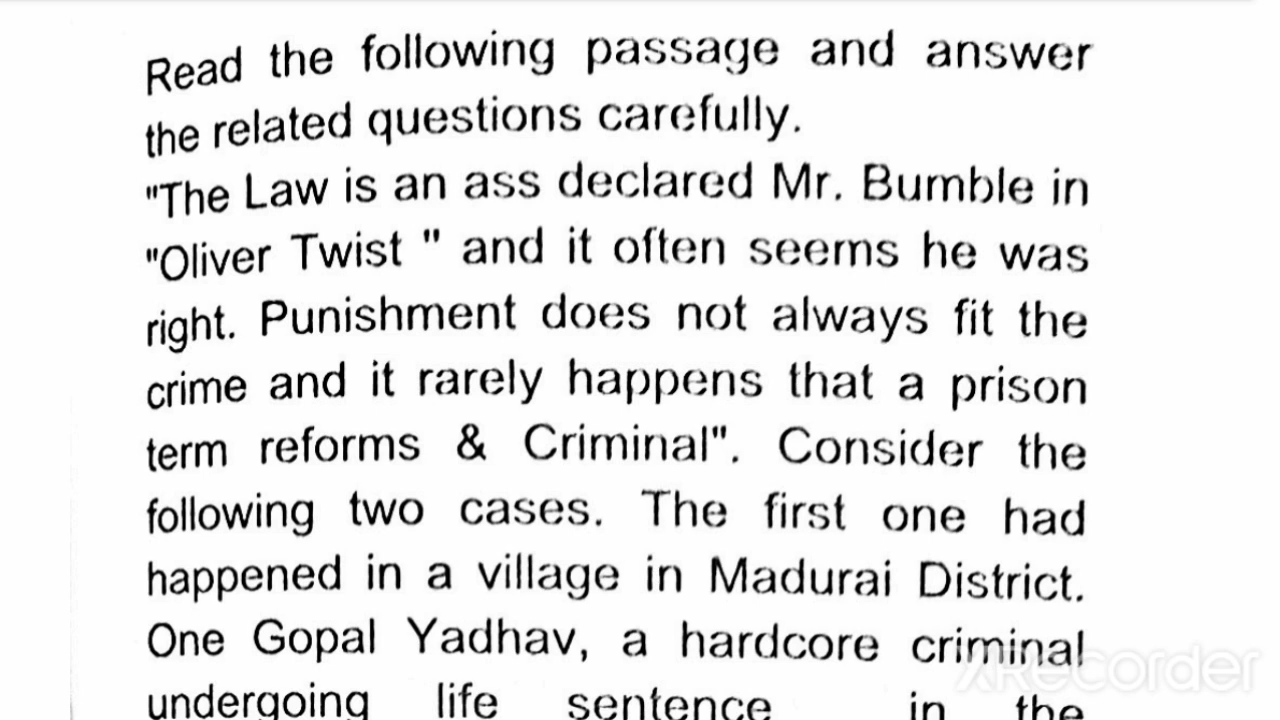 Read the following passage and answer
the related questions carefully.
"The Law is an ass declared Mr. Bumble in
"Oliver Twist " and it often seems he was
right. Punishment does not always fit the
crime and it rarely happens that a prison
term reforms & Criminal". Consider the
following two cases. The first one had
happened in a village in Madurai District.
One Gopal Yadhav, a hardcore criminal
undergoing life sentence in the
XRecorder